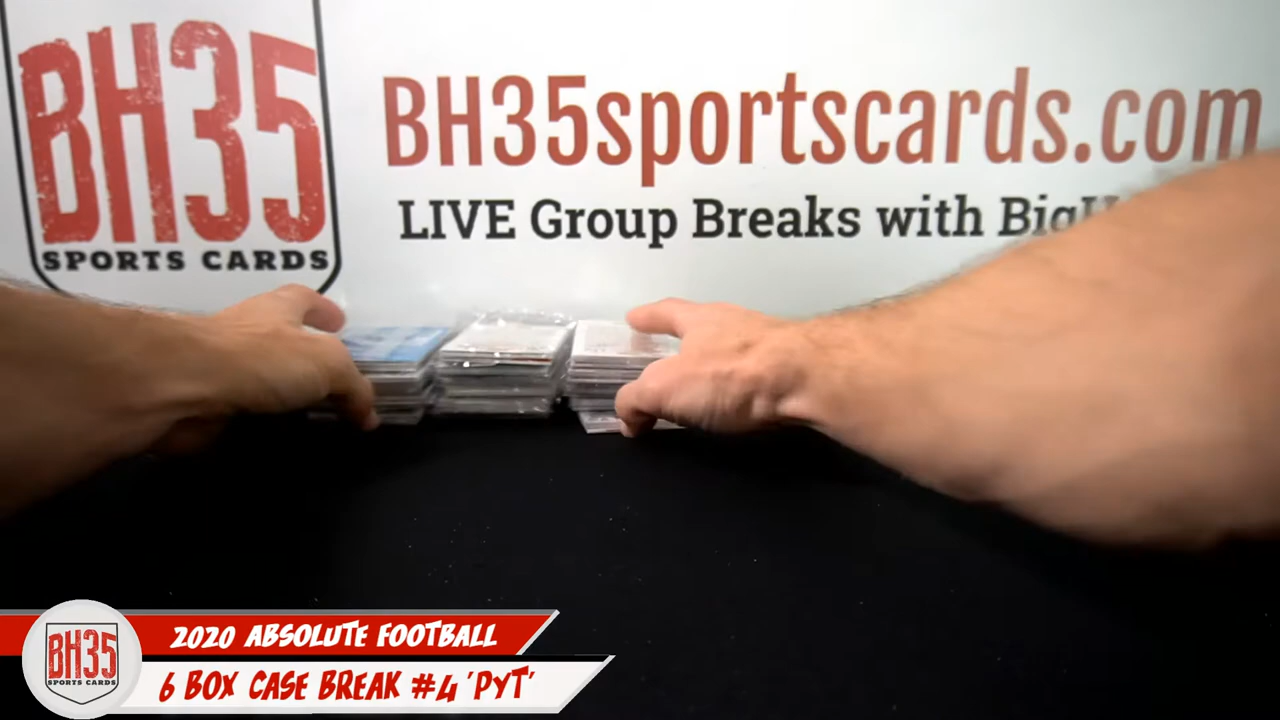 BH35
SPORTS CARDS
BH35sportscards.com
LIVE Group Breaks with
2020 ABSOLUTE FOOTBALL
6 BOX CASE BREAK #4 'PYT'
BH35
SPORTS CARDS